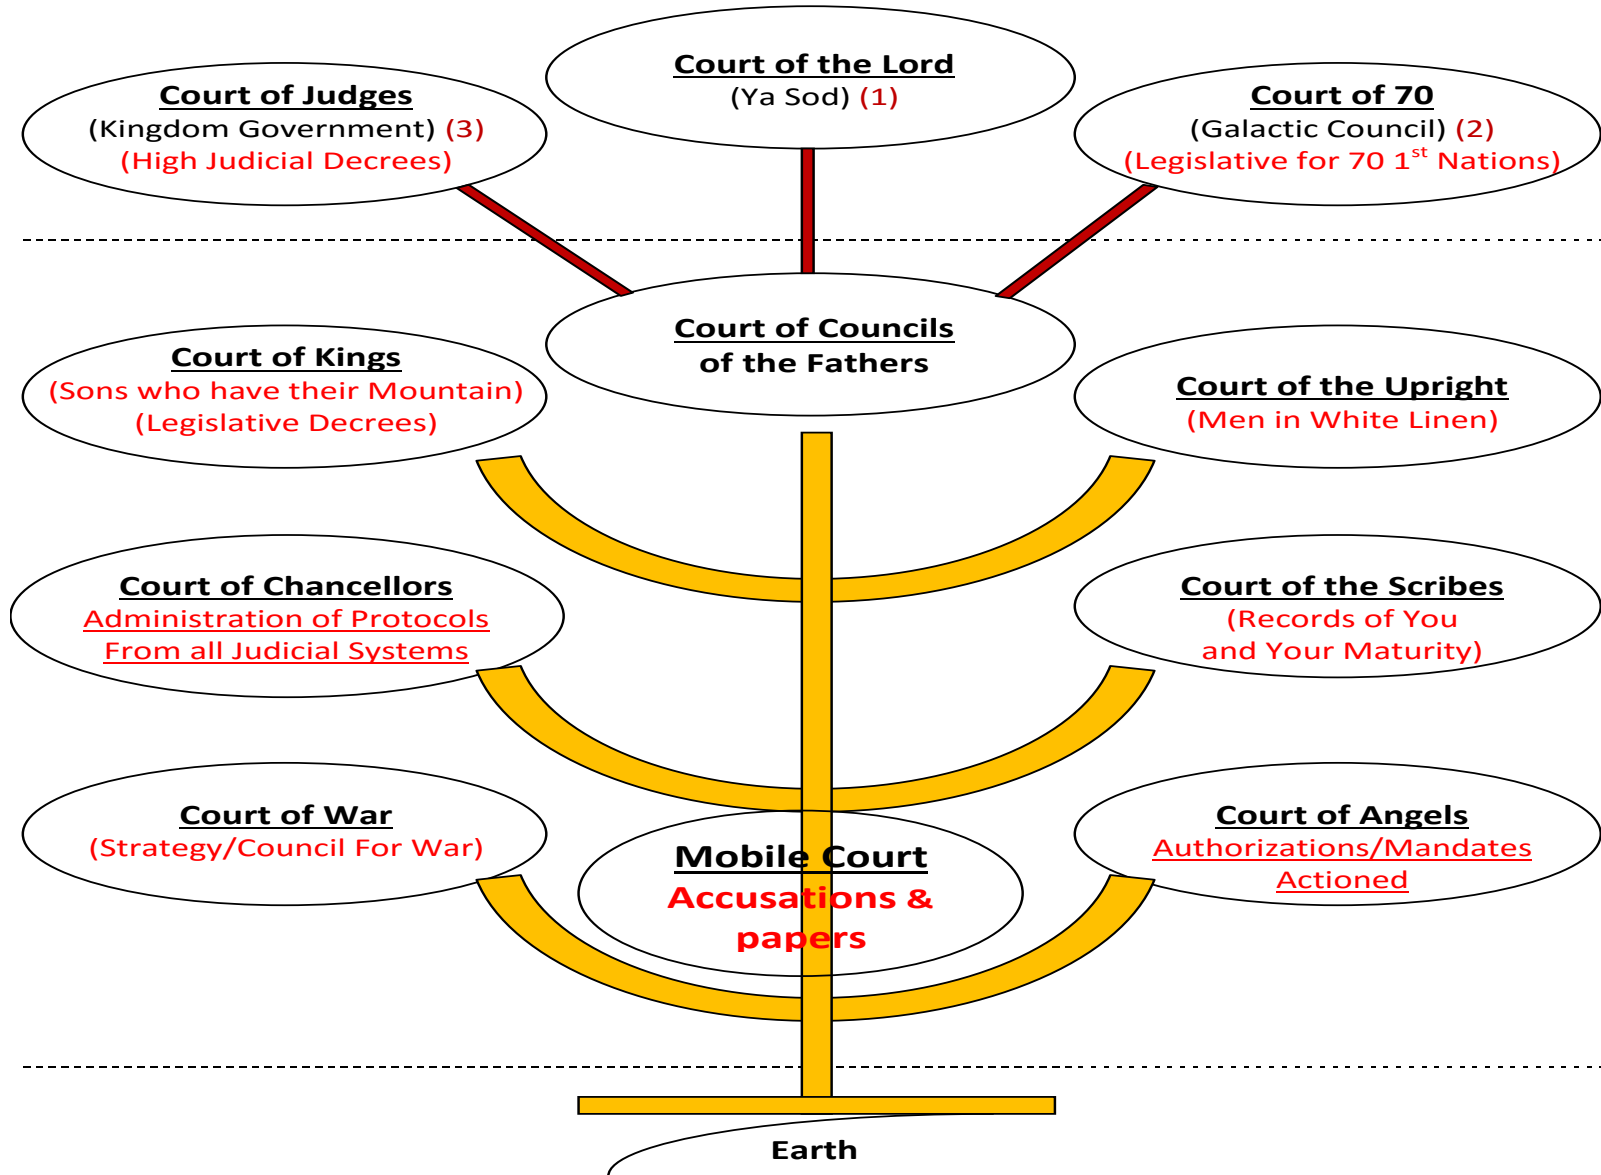 Court of the Lord
(Ya Sod) (1)
Court of Judges
(Kingdom Government) (3)
(High Judicial Decrees)
Court of 70
(Galactic Council) (2)
(Legislative for 70 1st Nations)
Court of Councils
of the Fathers
Court of Kings
(Sons who have their Mountain)
(Legislative Decrees)
Court of the Upright
(Men in White Linen)
Court of Chancellors
Administration of Protocols
From all Judicial Systems
Court of the Scribes
(Records of You
and Your Maturity)
Court of War
(Strategy/Council For War)
Mobile Court
Accusations &
papers
Court of Angels
Authorizations/Mandates
Actioned
Earth